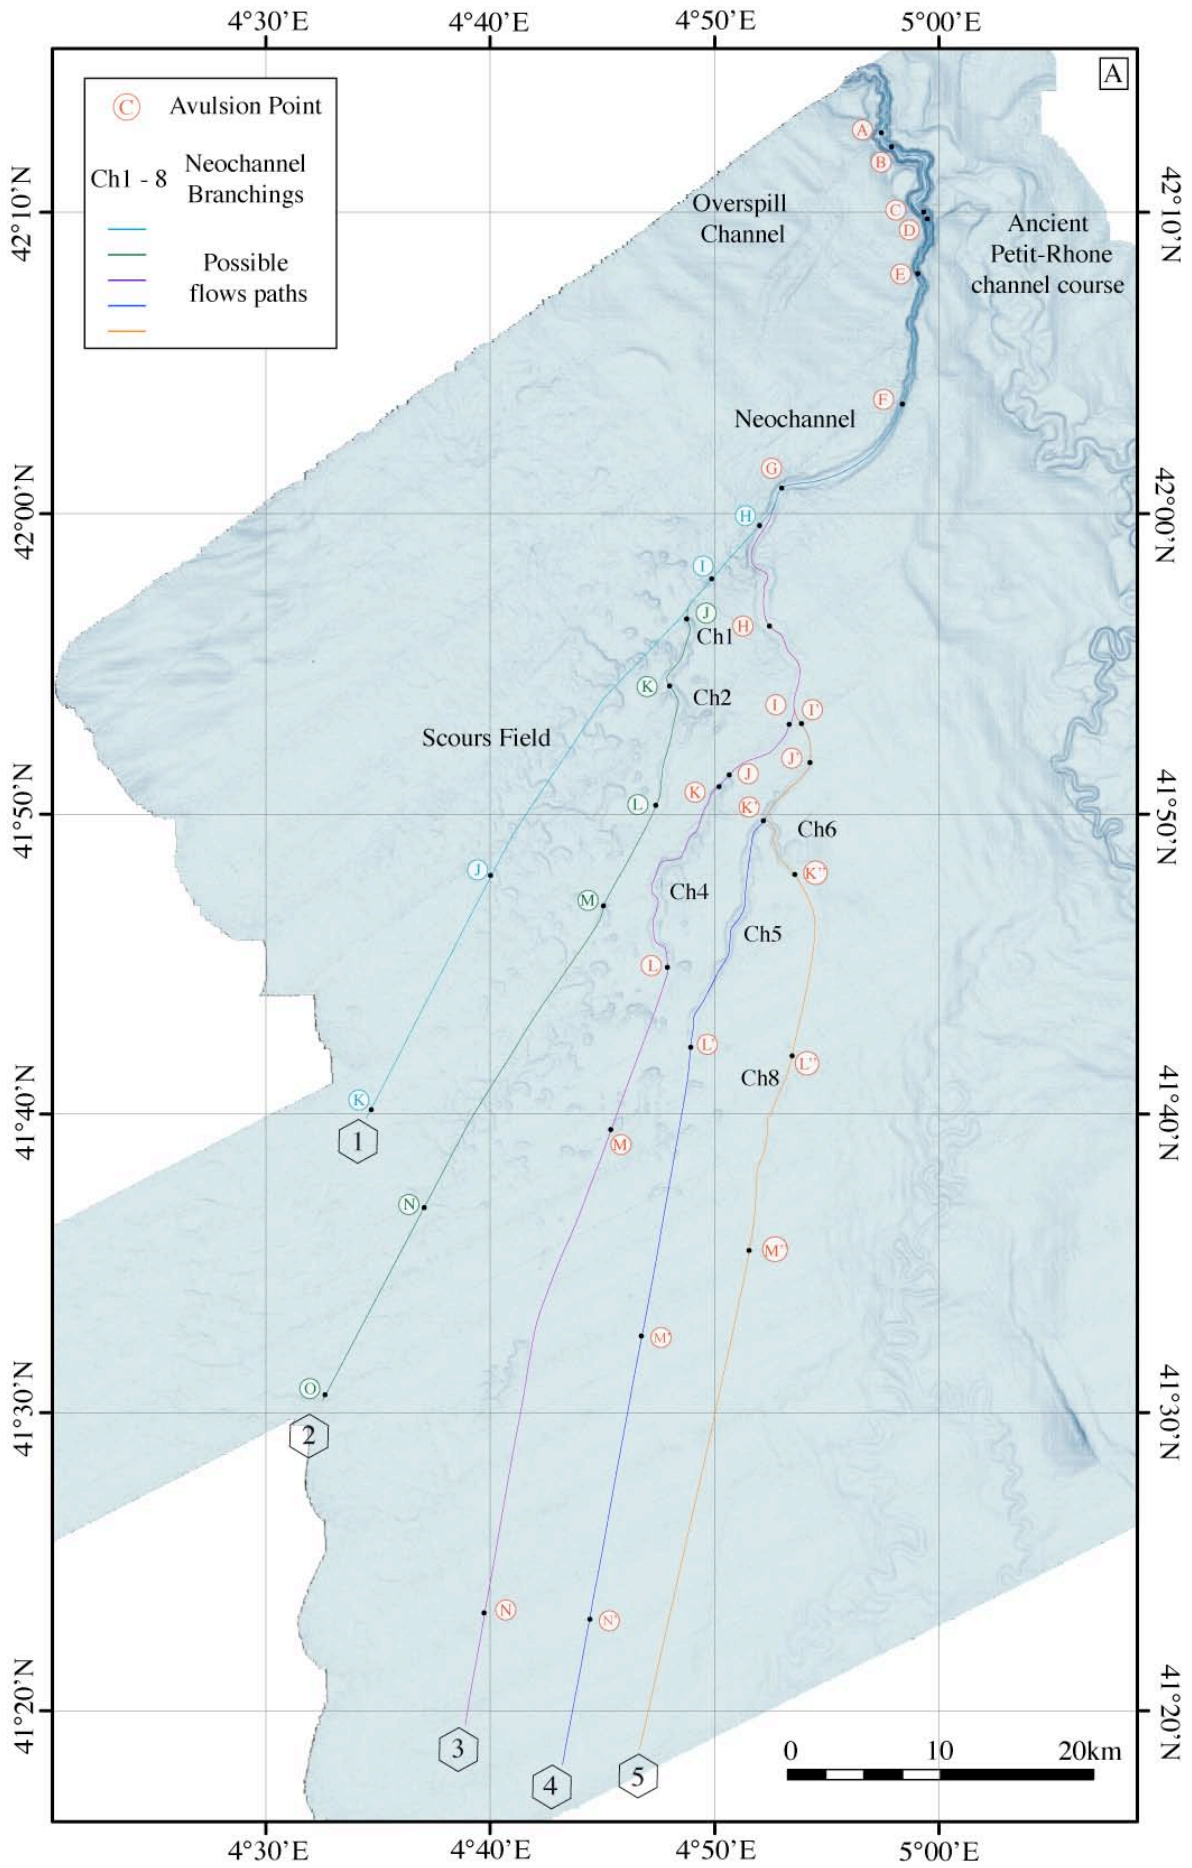 4°30’E 4°40’E 4°50’E 5°00’E
A
C Avulsion Point
Ch1 - 8 Neochannel
Branchings
Possible
flows paths
A
B
42°10’N
42°10’N
Overspill
Channel
C
D
Ancient
Petit-Rhone
channel course
E
F
Neochannel
G
42°00’N
H
42°00’N
I
J
H
Ch1
K
Ch2
I
I’
Scours Field
J’
J
K
K’
L
41°50’N
41°50’N
Ch6
J
K’’
M
Ch4
Ch5
L
L’
L’’
Ch8
K
41°40’N
41°40’N
1
M
N
M’’
M’
O
41°30’N
41°30’N
2
N
N’
41°20’N
41°20’N
3
4
5
0 10 20km
4°30’E 4°40’E 4°50’E 5°00’E